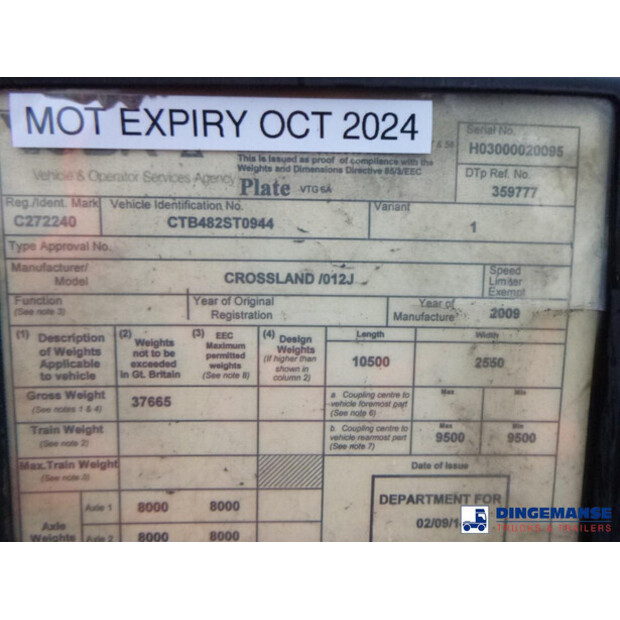 MOT EXPIRY OCT 2024
& 58
Serial No.
H03000020095
This is issued as proof of compliance with the
Weights and Dimensions Directive 85/3/EEC
Vehicle & Operator Services Agency
Plate VTG 6A
DTp Ref. No.
359777
Reg./Ident. Mark
C272240
Vehicle Identification No.
CTB482ST0944
Variant
1
Type Approval No.
Manufacturer/
Model
CROSSLAND /012J
Speed
Limiter
Exempt
Function
(See note 3)
Year of Original
Registration
Year of
Manufacture
2009
(1) Description
of Weights
Applicable
to vehicle
(2) Weights
not to be
exceeded
in Gt. Britain
(3) EEC
Maximum
permitted
weights
(See note 8)
(4) Design
Weights
(if higher than
shown in
column 2)
Length
10500
Width
2550
Gross Weight
(See notes 1 & 4)
37665
a Coupling centre to
vehicle foremost part
(See note 6)
Max
Min
Train Weight
(See note 2)
b. Coupling centre to
vehicle rearmost part
(See note 7)
Max
9500
Min
9500
Max.Train Weight
(See note 3)
Date of Issue
Axle
Weights
Axle 1
8000
8000
Axle 2
8000
8000
DEPARTMENT FOR
02/09/1
DINGEMANSE
TRUCKS & TRAILERS